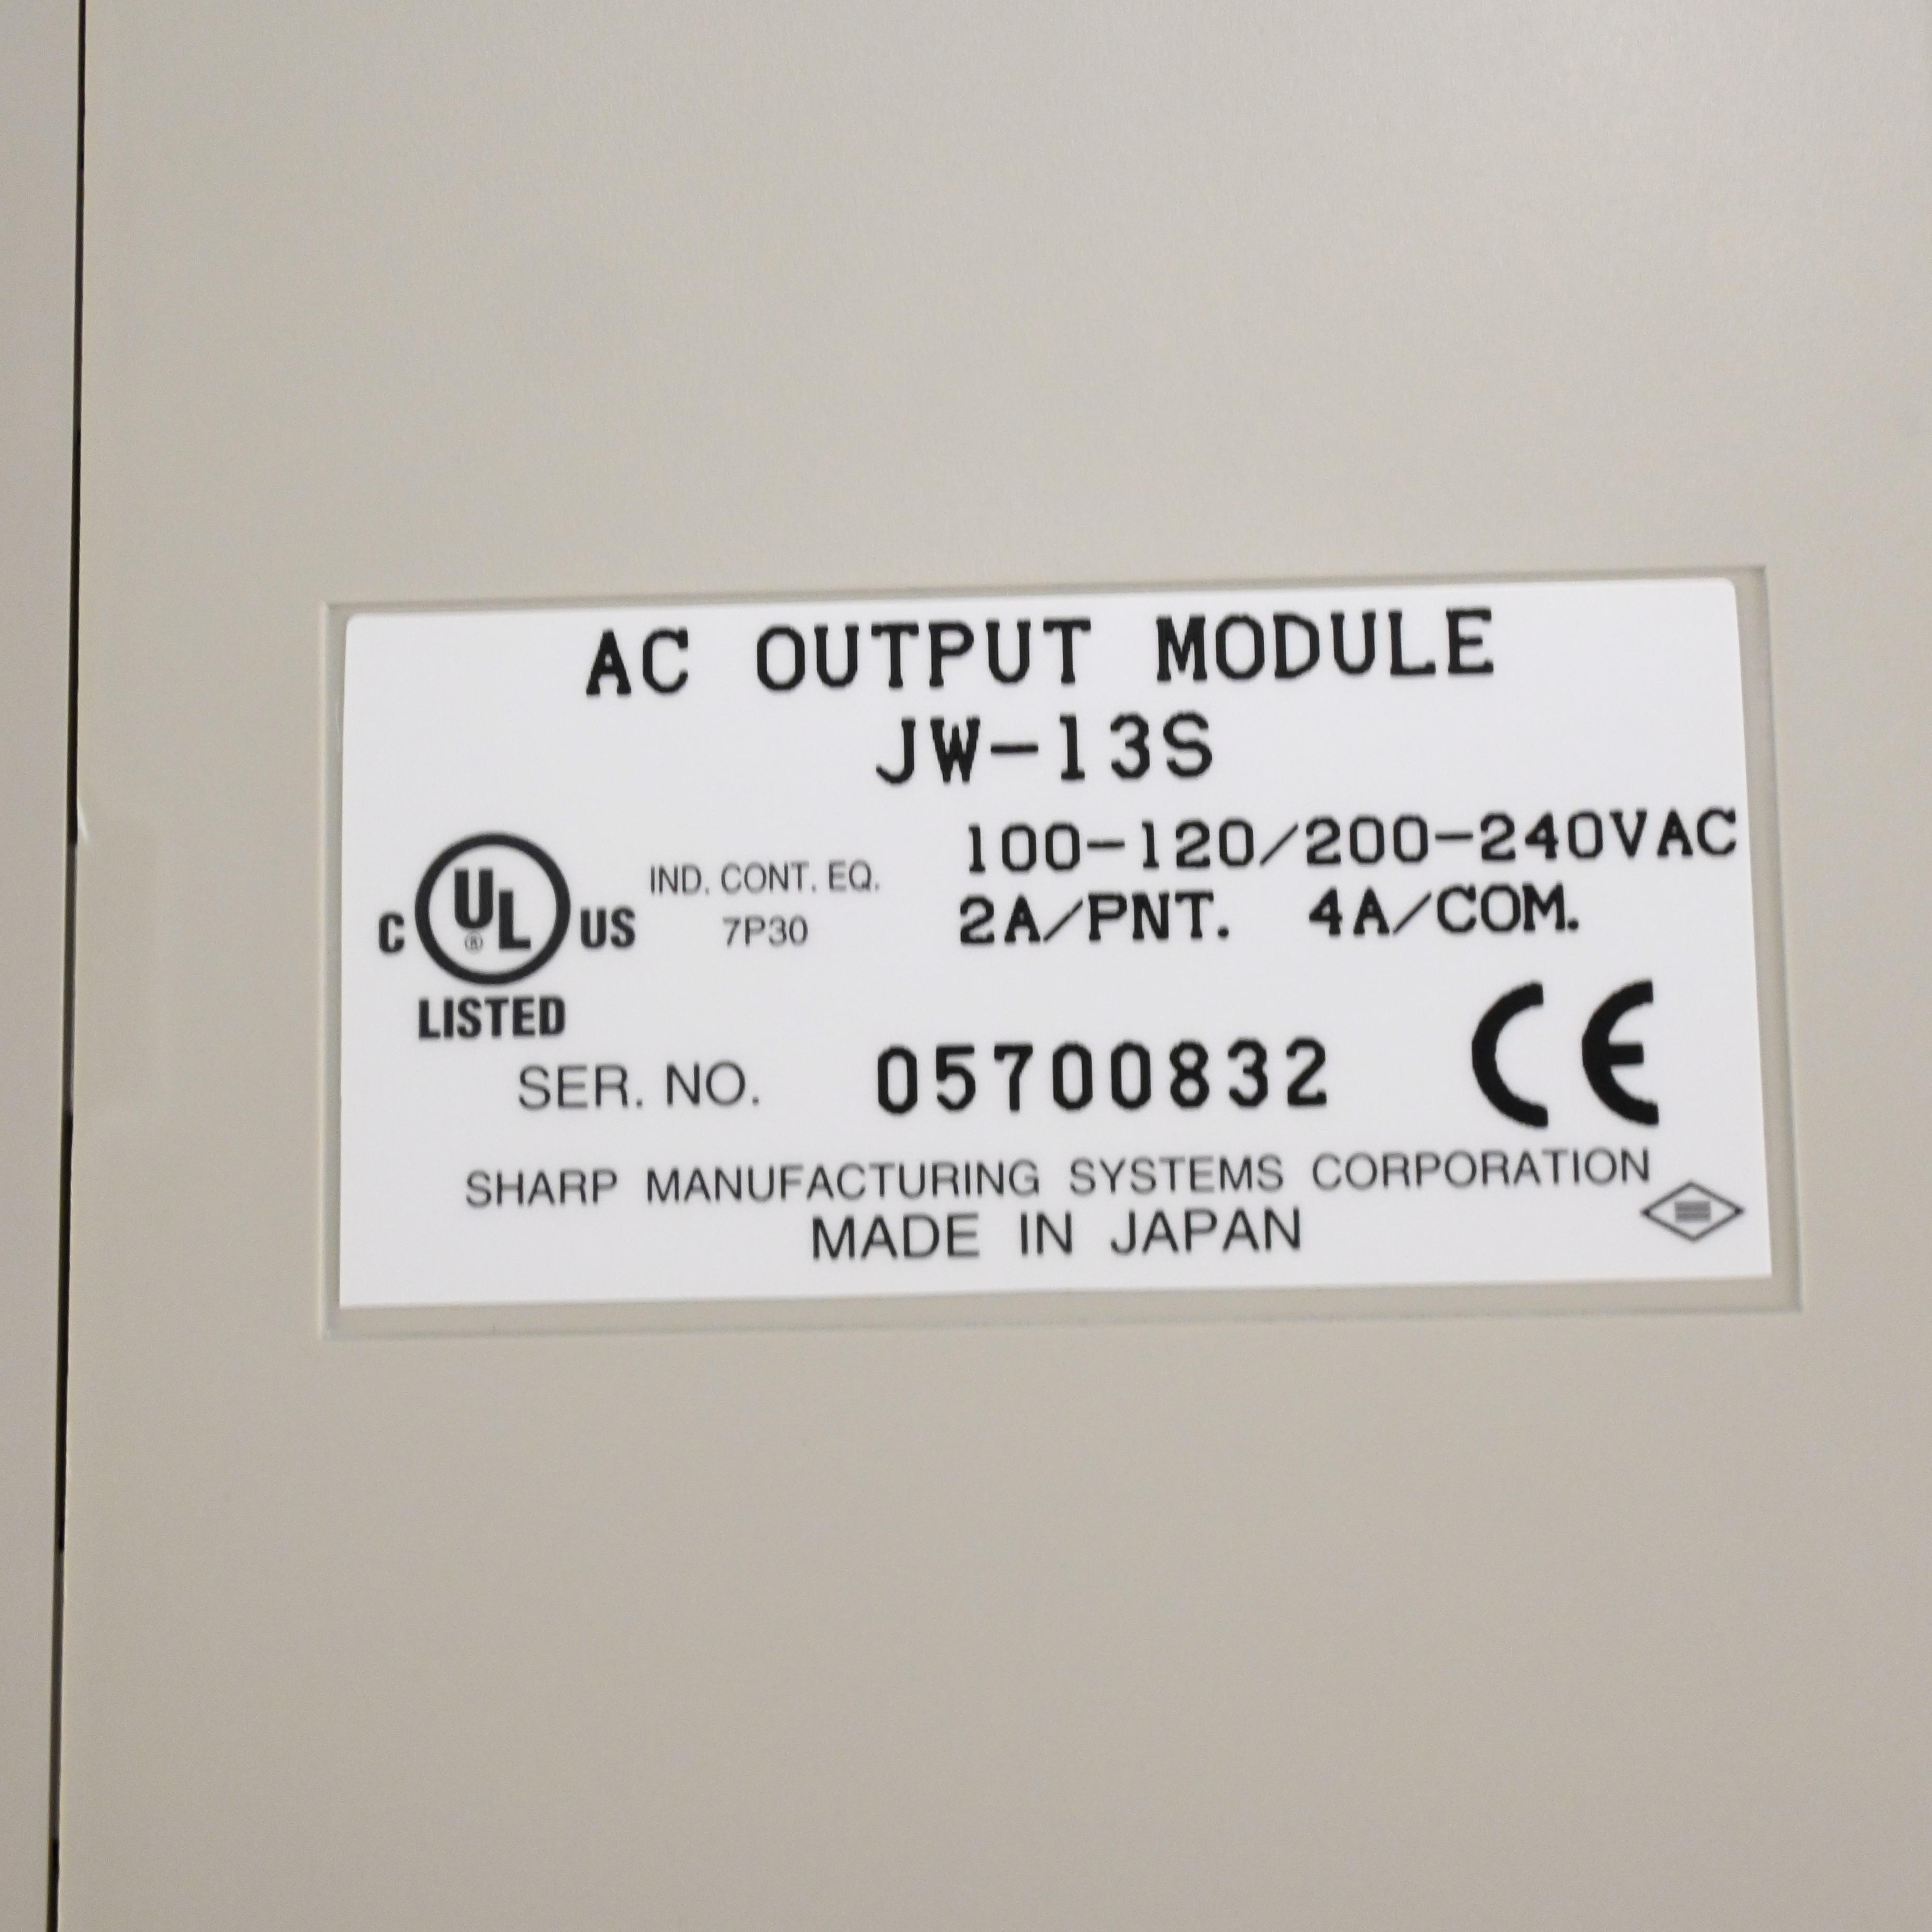 AC OUTPUT MODULE
JW-13S
100-120/200-240VAC
2A/PNT. 4A/COM.
C UL ® US
LISTED
IND. CONT. EQ.
7P30
SER. NO. 05700832
CE
SHARP MANUFACTURING SYSTEMS CORPORATION
MADE IN JAPAN